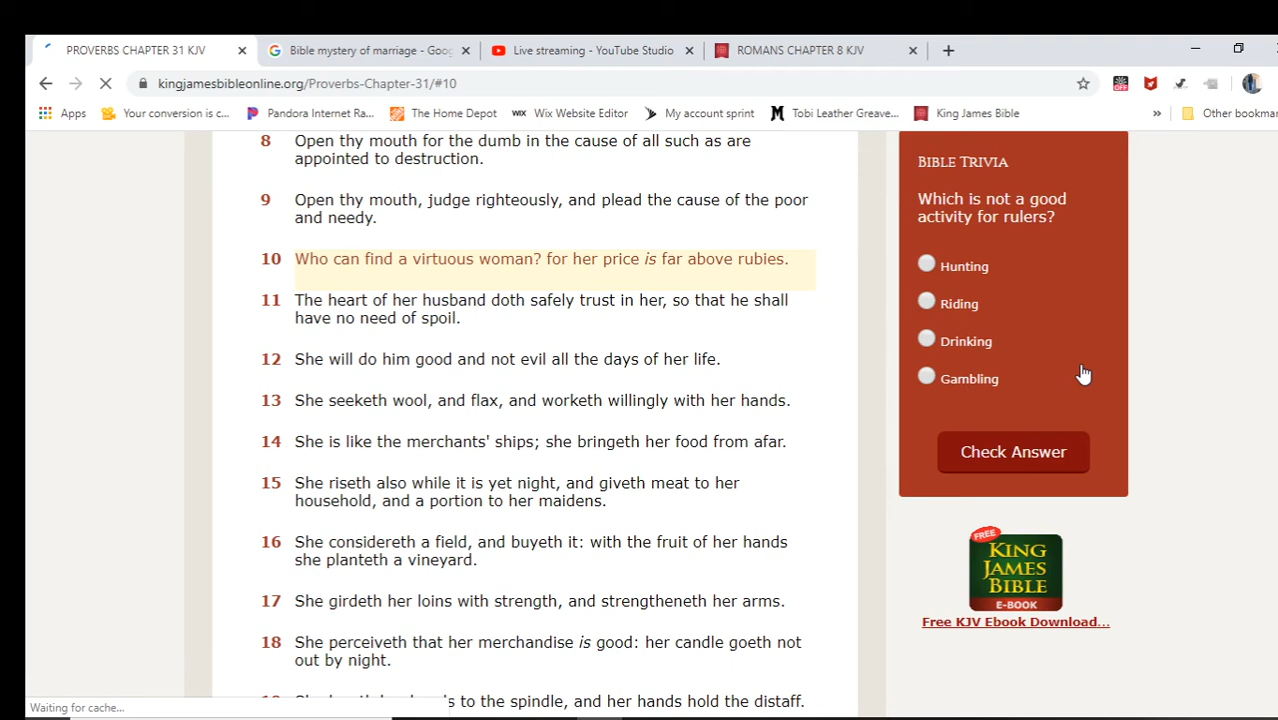 PROVERBS CHAPTER 31 KJV
Bible mystery of marriage - Goog
Live streaming - YouTube Studio
ROMANS CHAPTER 8 KJV
kingjamesbibleonline.org/Proverbs-Chapter-31/#10
OFF
Apps
Your conversion is c...
Pandora Internet Ra...
The Home Depot
WIX Wix Website Editor
My account sprint
Tobi Leather Greave...
King James Bible
»
Other bookmar
8 Open thy mouth for the dumb in the cause of all such as are
appointed to destruction.
9 Open thy mouth, judge righteously, and plead the cause of the poor
and needy.
10 Who can find a virtuous woman? for her price is far above rubies.
11 The heart of her husband doth safely trust in her, so that he shall
have no need of spoil.
12 She will do him good and not evil all the days of her life.
13 She seeketh wool, and flax, and worketh willingly with her hands.
14 She is like the merchants' ships; she bringeth her food from afar.
15 She riseth also while it is yet night, and giveth meat to her
household, and a portion to her maidens.
16 She considereth a field, and buyeth it: with the fruit of her hands
she planteth a vineyard.
17 She girdeth her loins with strength, and strengtheneth her arms.
18 She perceiveth that her merchandise is good: her candle goeth not
out by night.
s to the spindle, and her hands hold the distaff.
BIBLE TRIVIA
Which is not a good
activity for rulers?
Hunting
Riding
Drinking
Gambling
Check Answer
FREE
KING
JAMES
BIBLE
E-BOOK
Free KJV Ebook Download...
Waiting for cache...